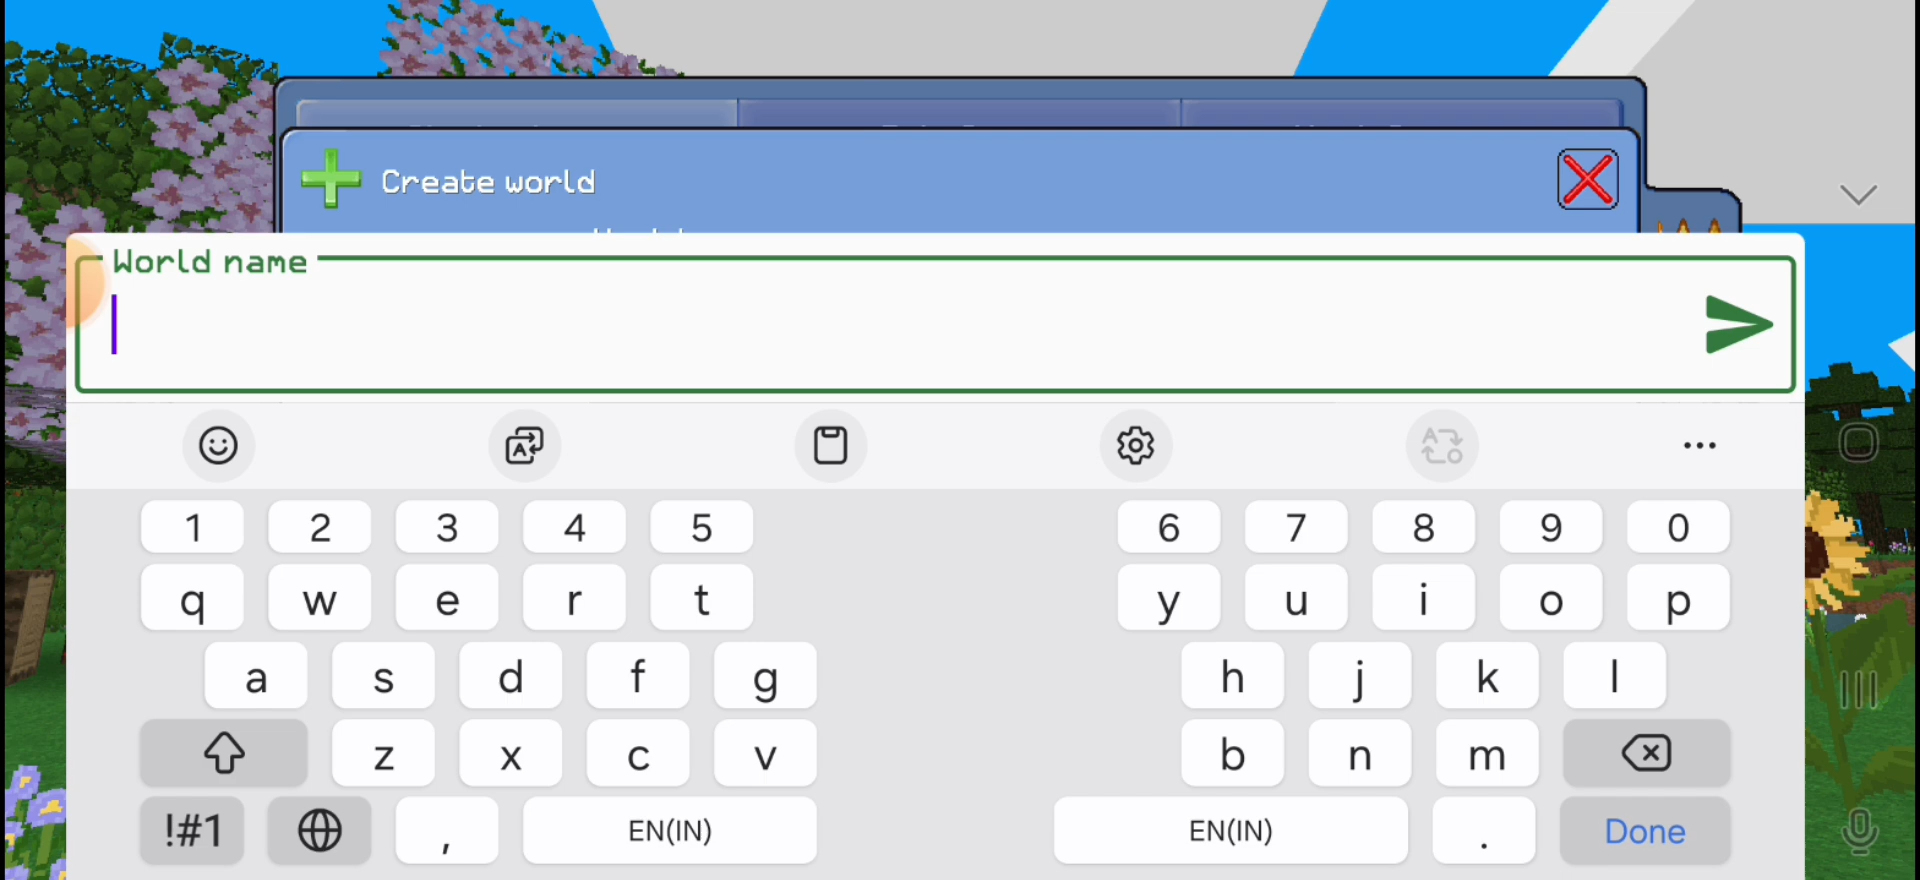 Create world
World name
1 2 3 4 5 6 7 8 9 0
q w e r t y u i o p
a s d f g h j k l
z x c v b n m
!#1 , EN(IN) EN(IN) . Done